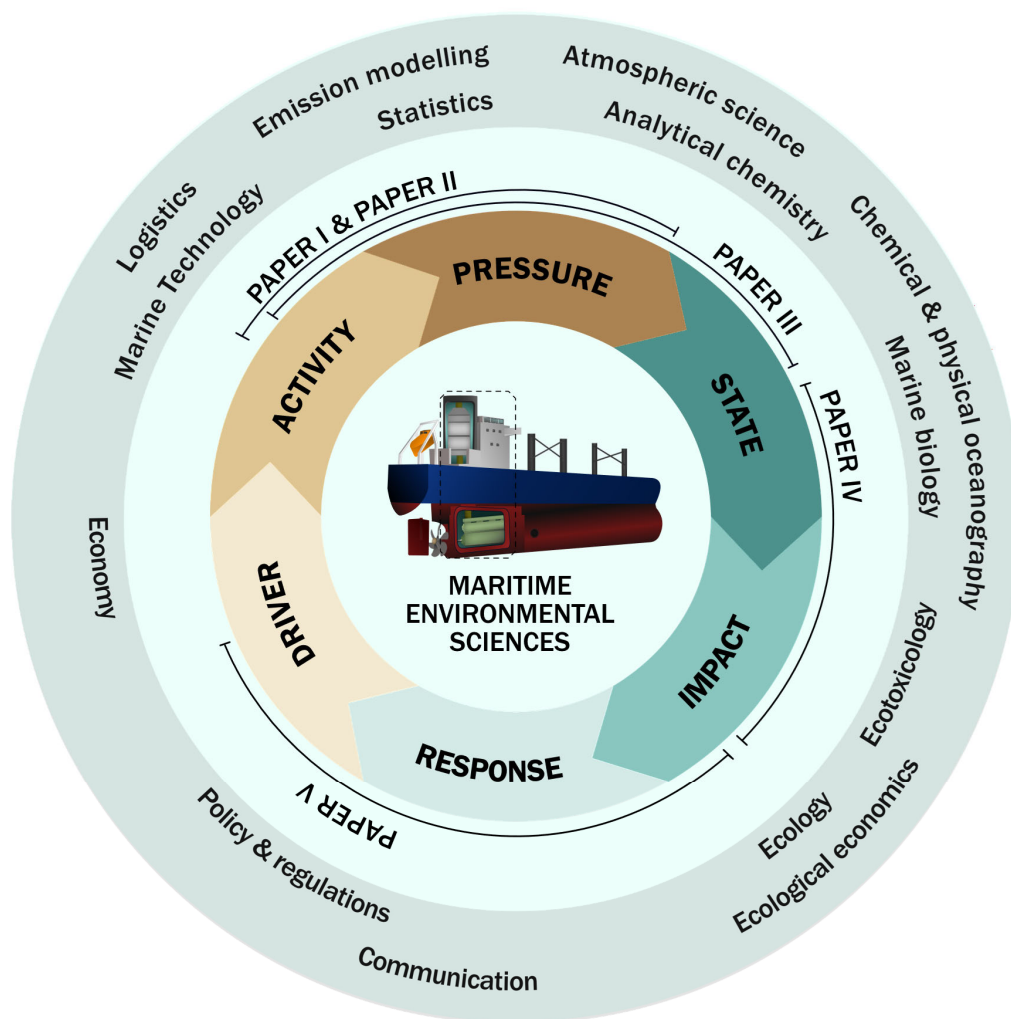 Emission modelling
Statistics
Atmospheric science
Analytical chemistry
Logistics
Marine Technology
Chemical & physical oceanography
Marine biology
Economy
Ecotoxicology
Ecology
Ecological economics
Policy & regulations
Communication
PAPER I & PAPER II
PAPER III
PAPER IV
PAPER V
PRESSURE
STATE
IMPACT
RESPONSE
DRIVER
ACTIVITY
MARITIME
ENVIRONMENTAL
SCIENCES